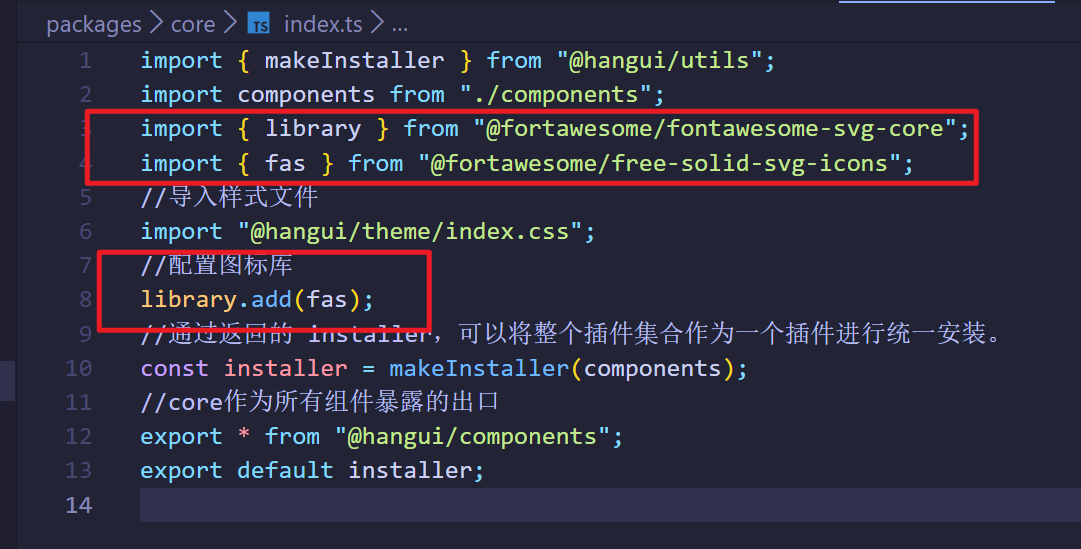 packages > core > TS index.ts > ...
1 import { makeInstaller } from "@hangui/utils";
2 import components from "./components";
3 import { library } from "@fortawesome/fontawesome-svg-core";
4 import { fas } from "@fortawesome/free-solid-svg-icons";
5 //导入样式文件
6 import "@hangui/theme/index.css";
7 //配置图标库
8 library.add(fas);
9 //通过返回的 installer，可以将整个插件集合作为一个插件进行统一安装。
10 const installer = makeInstaller(components);
11 //core作为所有组件暴露的出口
12 export * from "@hangui/components";
13 export default installer;
14